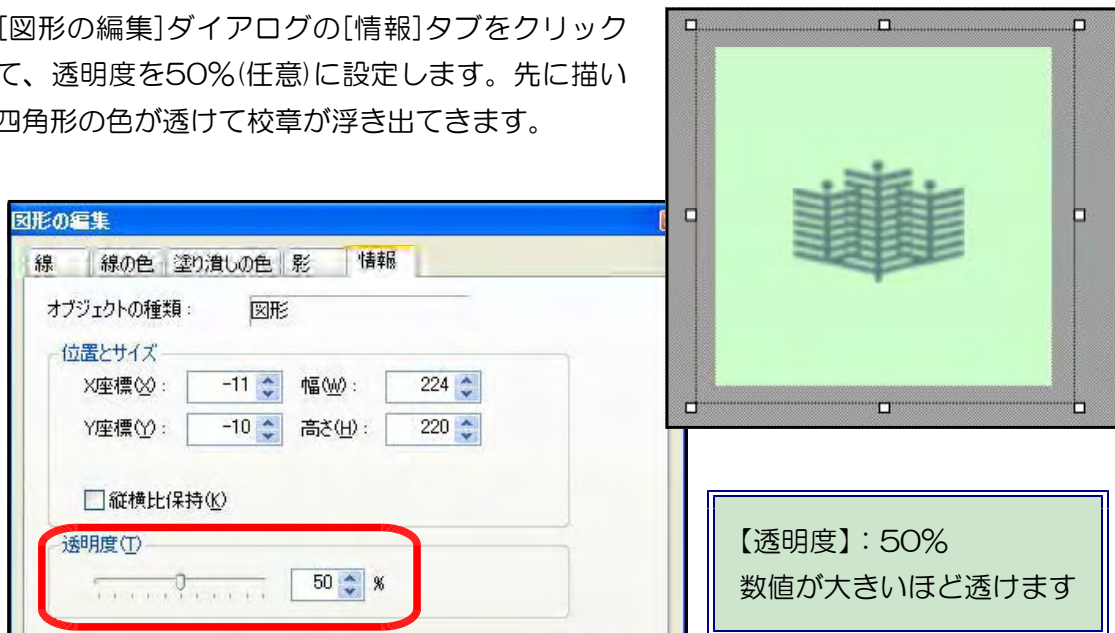 [図形の編集]ダイアログの[情報]タブをクリック
て、透明度を50%(任意)に設定します。先に描い
四角形の色が透けて校章が浮き出てきます。
図形の編集
線 線の色 塗り潰しの色 影 情報
オブジェクトの種類: 図形
位置とサイズ
X座標(X): -11 幅(W): 224
Y座標(Y): -10 高さ(H): 220
縦横比保持(K)
透明度(T)
50 %
【透明度】:50%
数値が大きいほど透けます